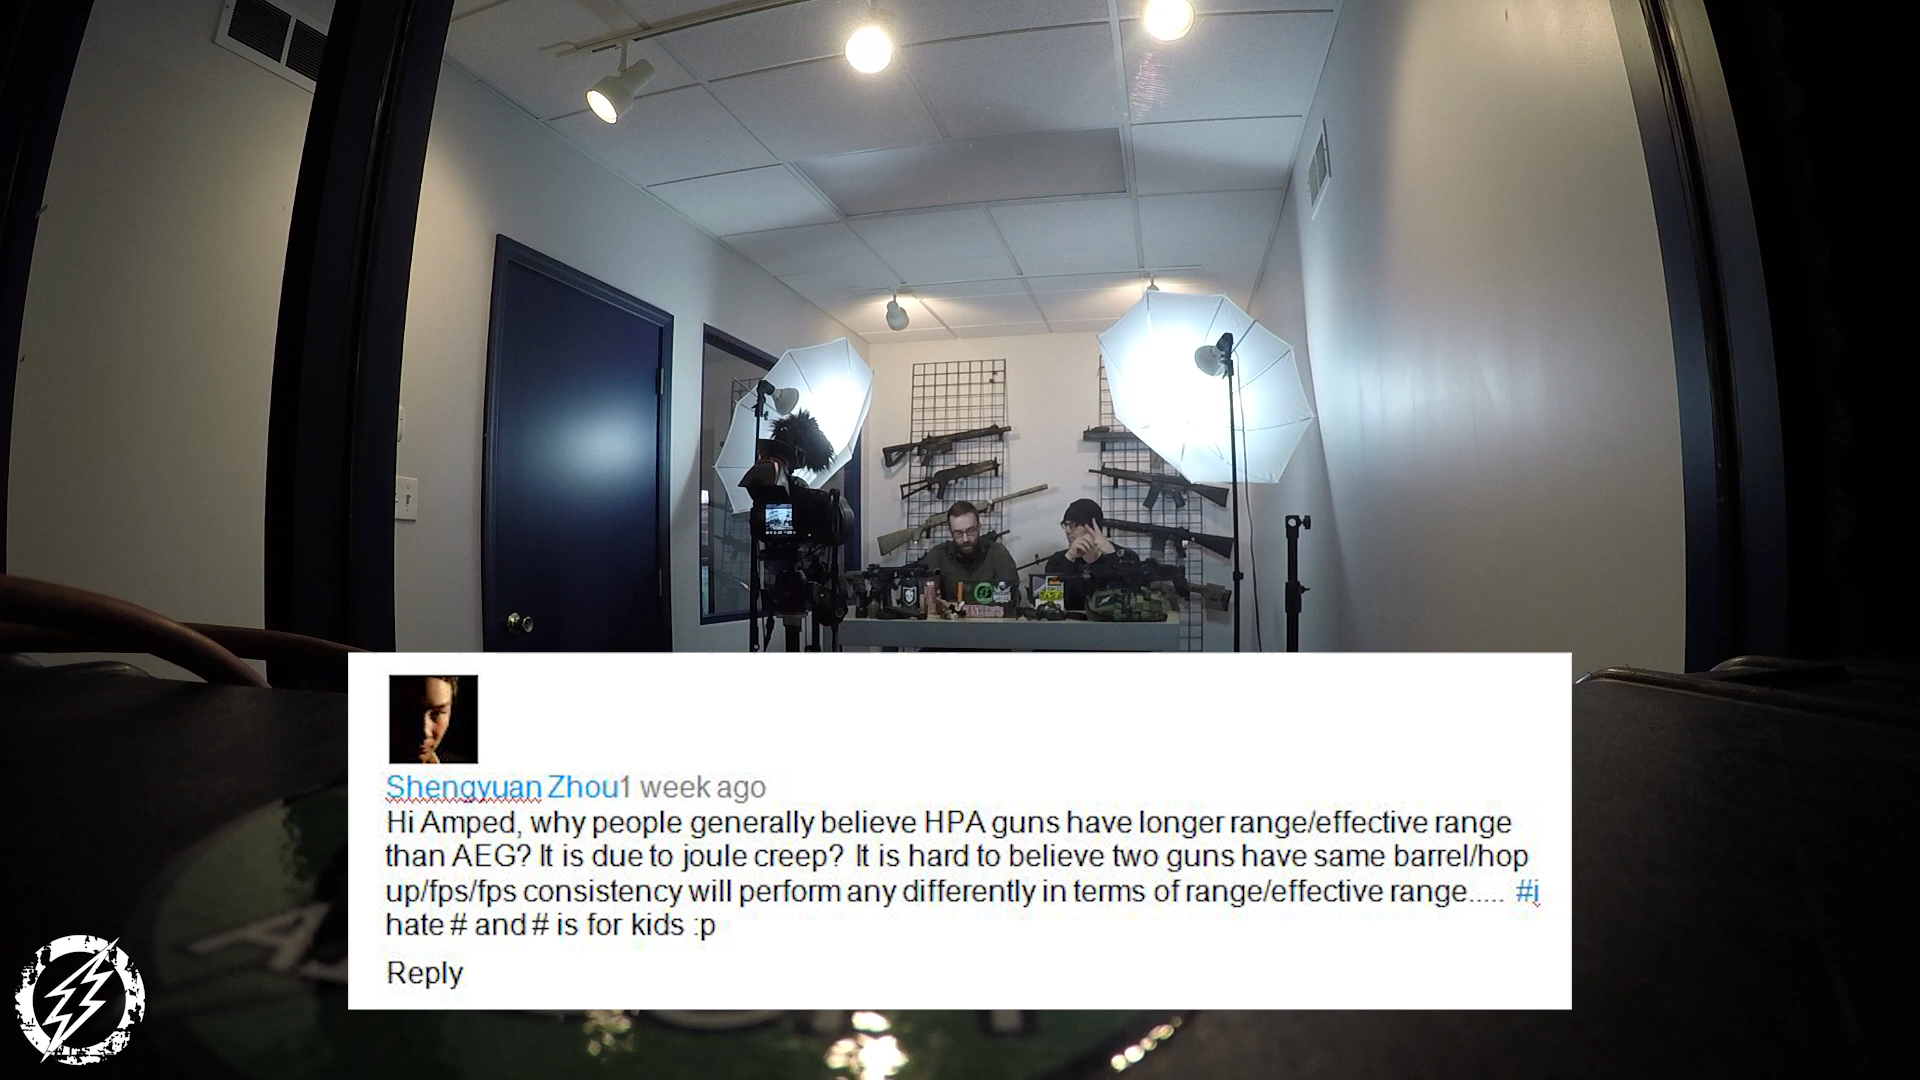 Shengyuan Zhou1 week ago
Hi Amped, why people generally believe HPA guns have longer range/effective range
than AEG? It is due to joule creep? It is hard to believe two guns have same barrel/hop
up/fps/fps consistency will perform any differently in terms of range/effective range..... #i
hate # and # is for kids :p
Reply